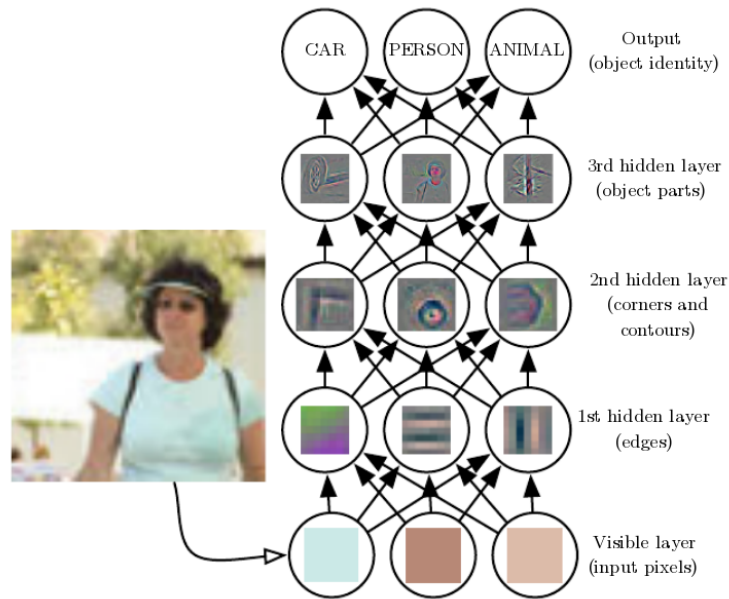 CAR
PERSON
ANIMAL
Output
(object identity)
3rd hidden layer
(object parts)
2nd hidden layer
(corners and
contours)
1st hidden layer
(edges)
Visible layer
(input pixels)